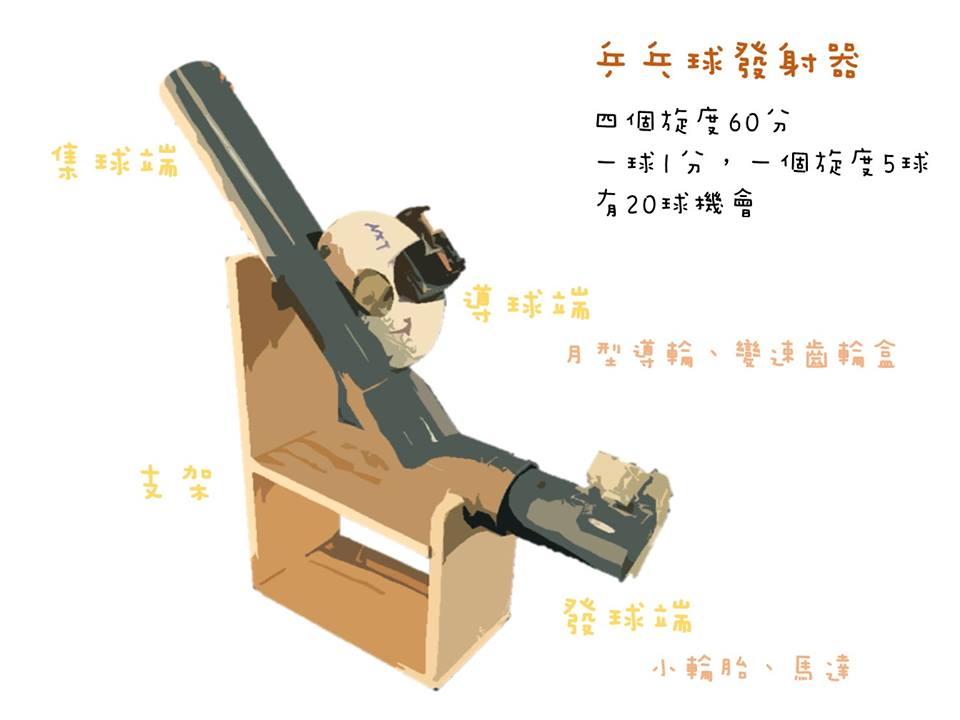 乒乓球發射器
四個旋度60分
一球1分，一個旋度5球
有20球機會
集球端
導球端
月型導輪、變速齒輪盒
支架
發球端
小輪胎、馬達